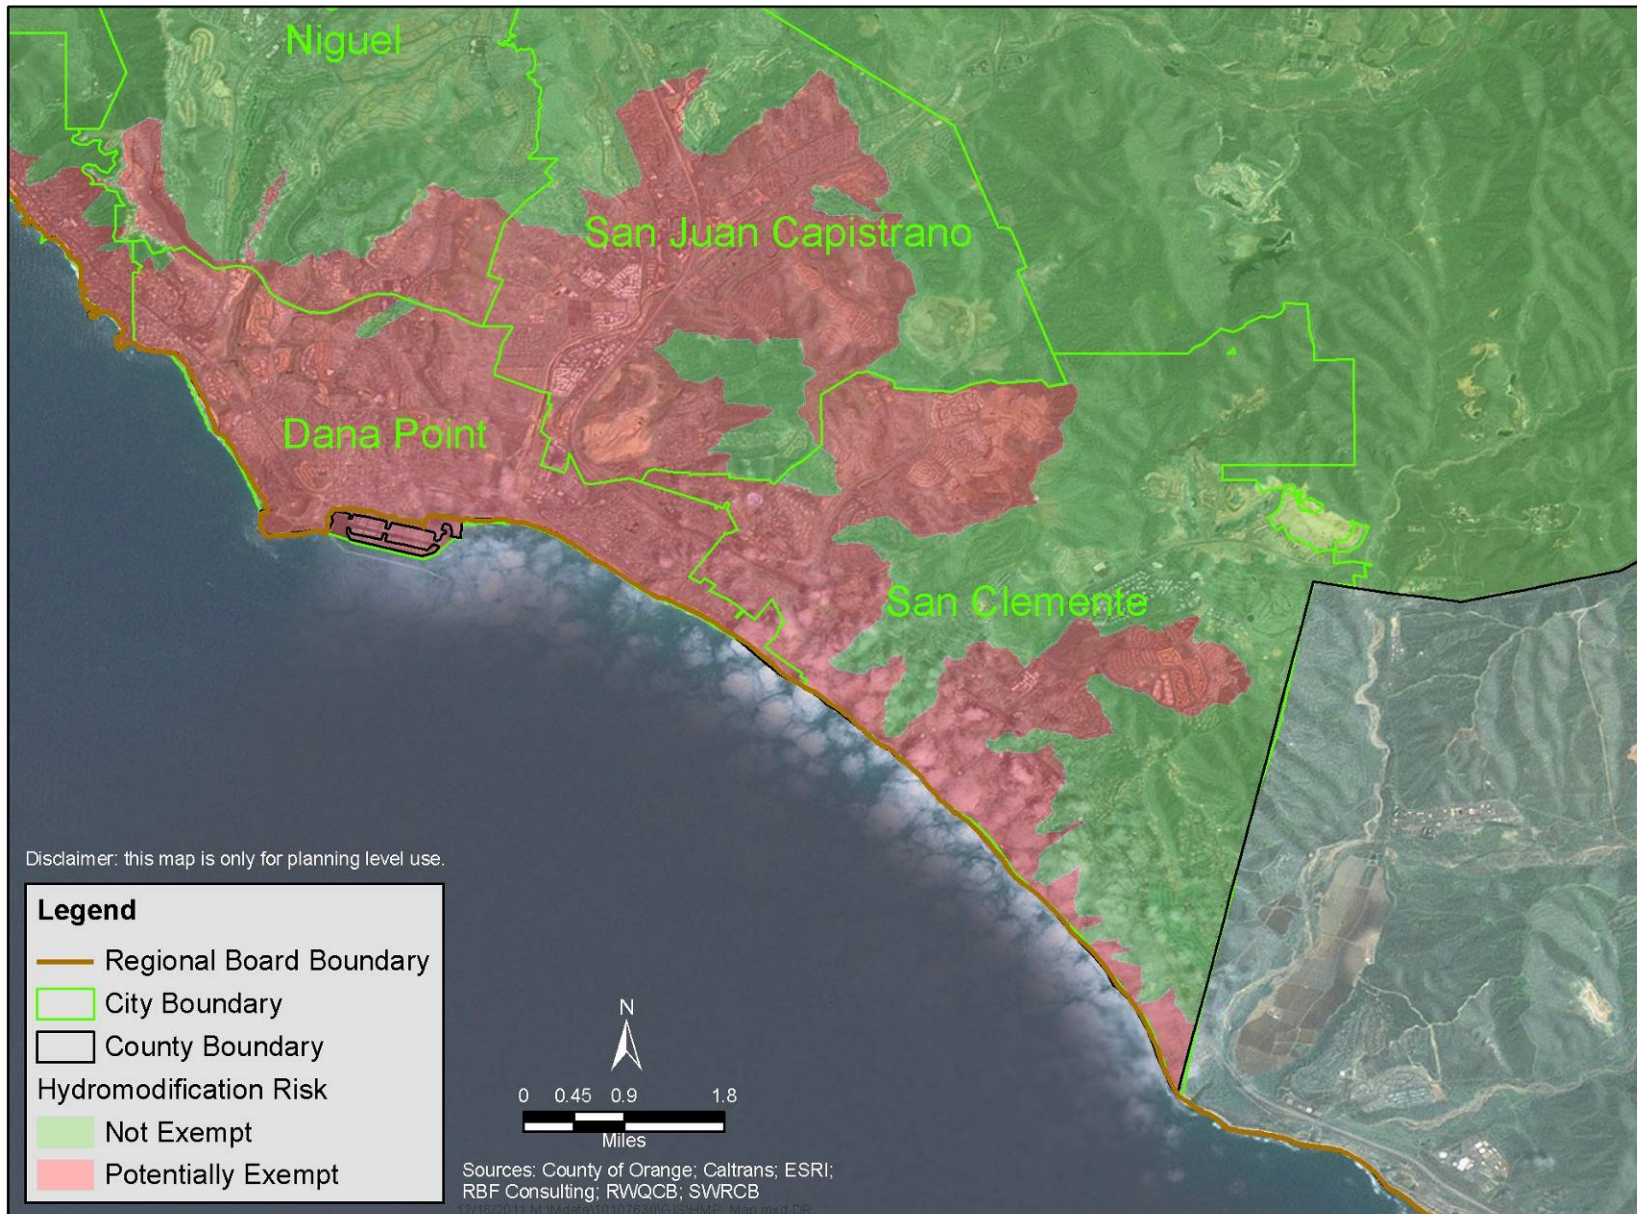 Niguel
San Juan Capistrano
Dana Point
San Clemente
Disclaimer: this map is only for planning level use.
Legend
Regional Board Boundary
City Boundary
County Boundary
Hydromodification Risk
Not Exempt
Potentially Exempt
N
0 0.45 0.9 1.8
Miles
Sources: County of Orange; Caltrans; ESRI;
RBF Consulting; RWQCB; SWRCB